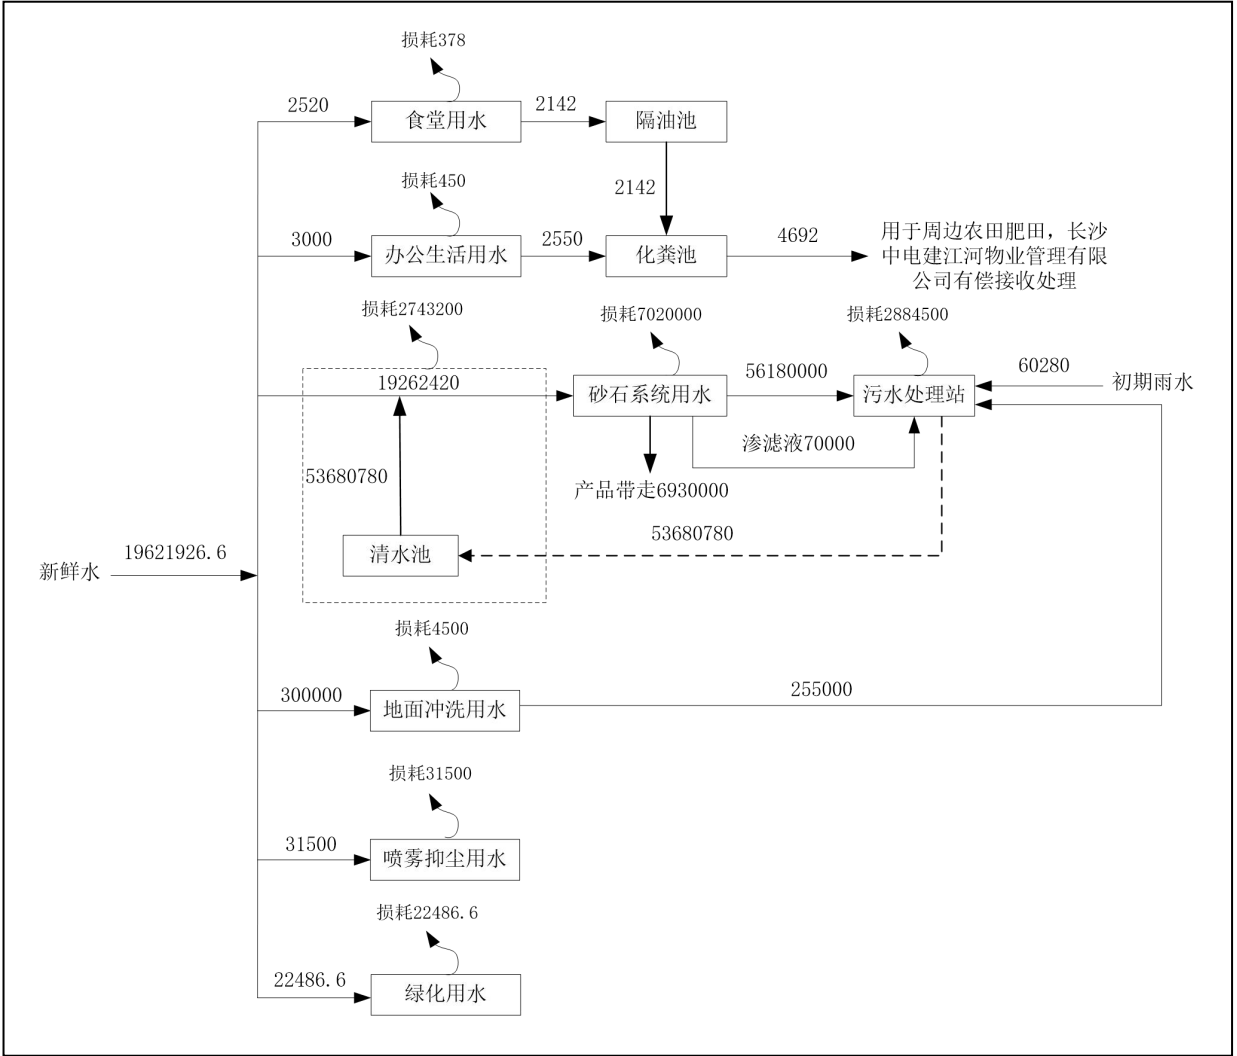 损耗378
2520
食堂用水
2142
隔油池
损耗450
2142
3000
办公生活用水
2550
化粪池
4692
用于周边农田肥田，长沙
中电建江河物业管理有限
公司有偿接收处理
损耗2743200
损耗7020000
损耗2884500
19262420
砂石系统用水
56180000
污水处理站
60280
初期雨水
渗滤液70000
53680780
产品带走6930000
53680780
清水池
新鲜水
19621926.6
损耗4500
300000
地面冲洗用水
255000
损耗31500
31500
喷雾抑尘用水
损耗22486.6
22486.6
绿化用水